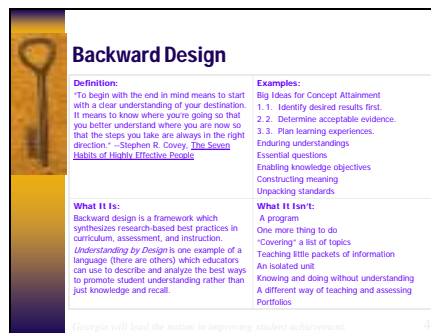 Backward Design
Definition:
"To begin with the end in mind means to start
with a clear understanding of your destination.
It means to know where you're going so that
you better understand where you are now so
that the steps you take are always in the right
direction." --Stephen R. Covey, The Seven
Habits of Highly Effective People
Examples:
Big Ideas for Concept Attainment
1.1. Identify desired results first.
2.2. Determine acceptable evidence.
3.3. Plan learning experiences.
Enduring understandings
Essential questions
Enabling knowledge objectives
Constructing meaning
Unpacking standards
What It Is:
Backward design is a framework which
synthesizes research-based best practices in
curriculum, assessment, and instruction.
Understanding by Design is one example of a
language (there are others) which educators
can use to describe and analyze the best ways
to promote student understanding rather than
just knowledge and recall.
What It Isn't:
A program
One more thing to do
"Covering" a list of topics
Teaching little packets of information
An isolated unit
Knowing and doing without understanding
A different way of teaching and assessing
Portfolios
Georgia will lead the nation in improving student achievement.
4